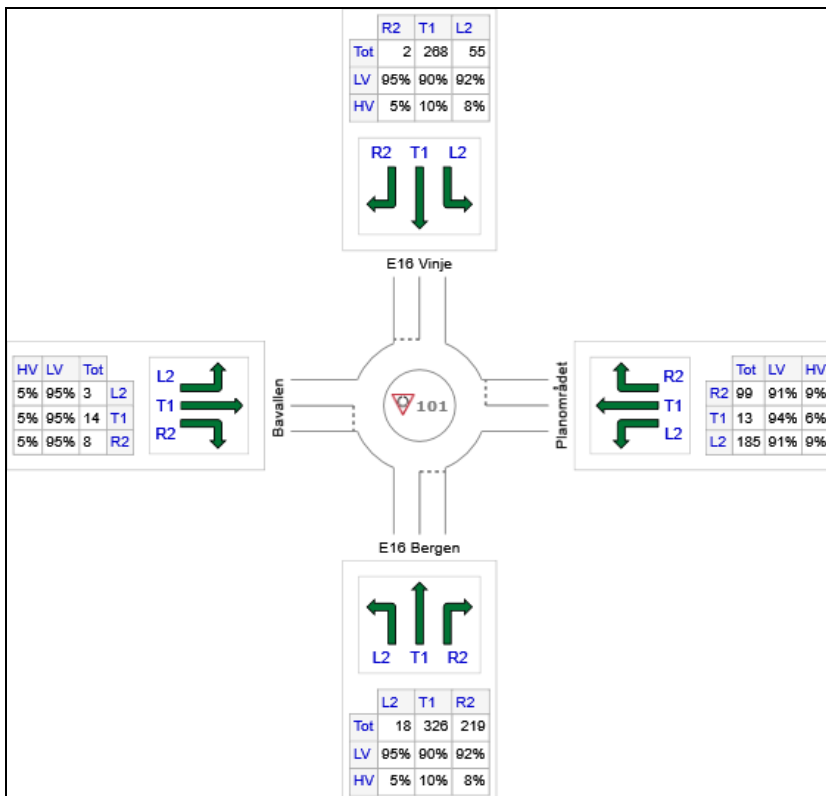 R2 T1 L2
Tot 2 268 55
LV 95% 90% 92%
HV 5% 10% 8%
R2 T1 L2
E16 Vinje
HV LV Tot
5% 95% 3 L2
5% 95% 14 T1
5% 95% 8 R2
L2
T1
R2
Bavallen
101
Planområdet
R2
T1
L2
Tot LV HV
R2 99 91% 9%
T1 13 94% 6%
L2 185 91% 9%
E16 Bergen
L2 T1 R2
L2 T1 R2
Tot 18 326 219
LV 95% 90% 92%
HV 5% 10% 8%